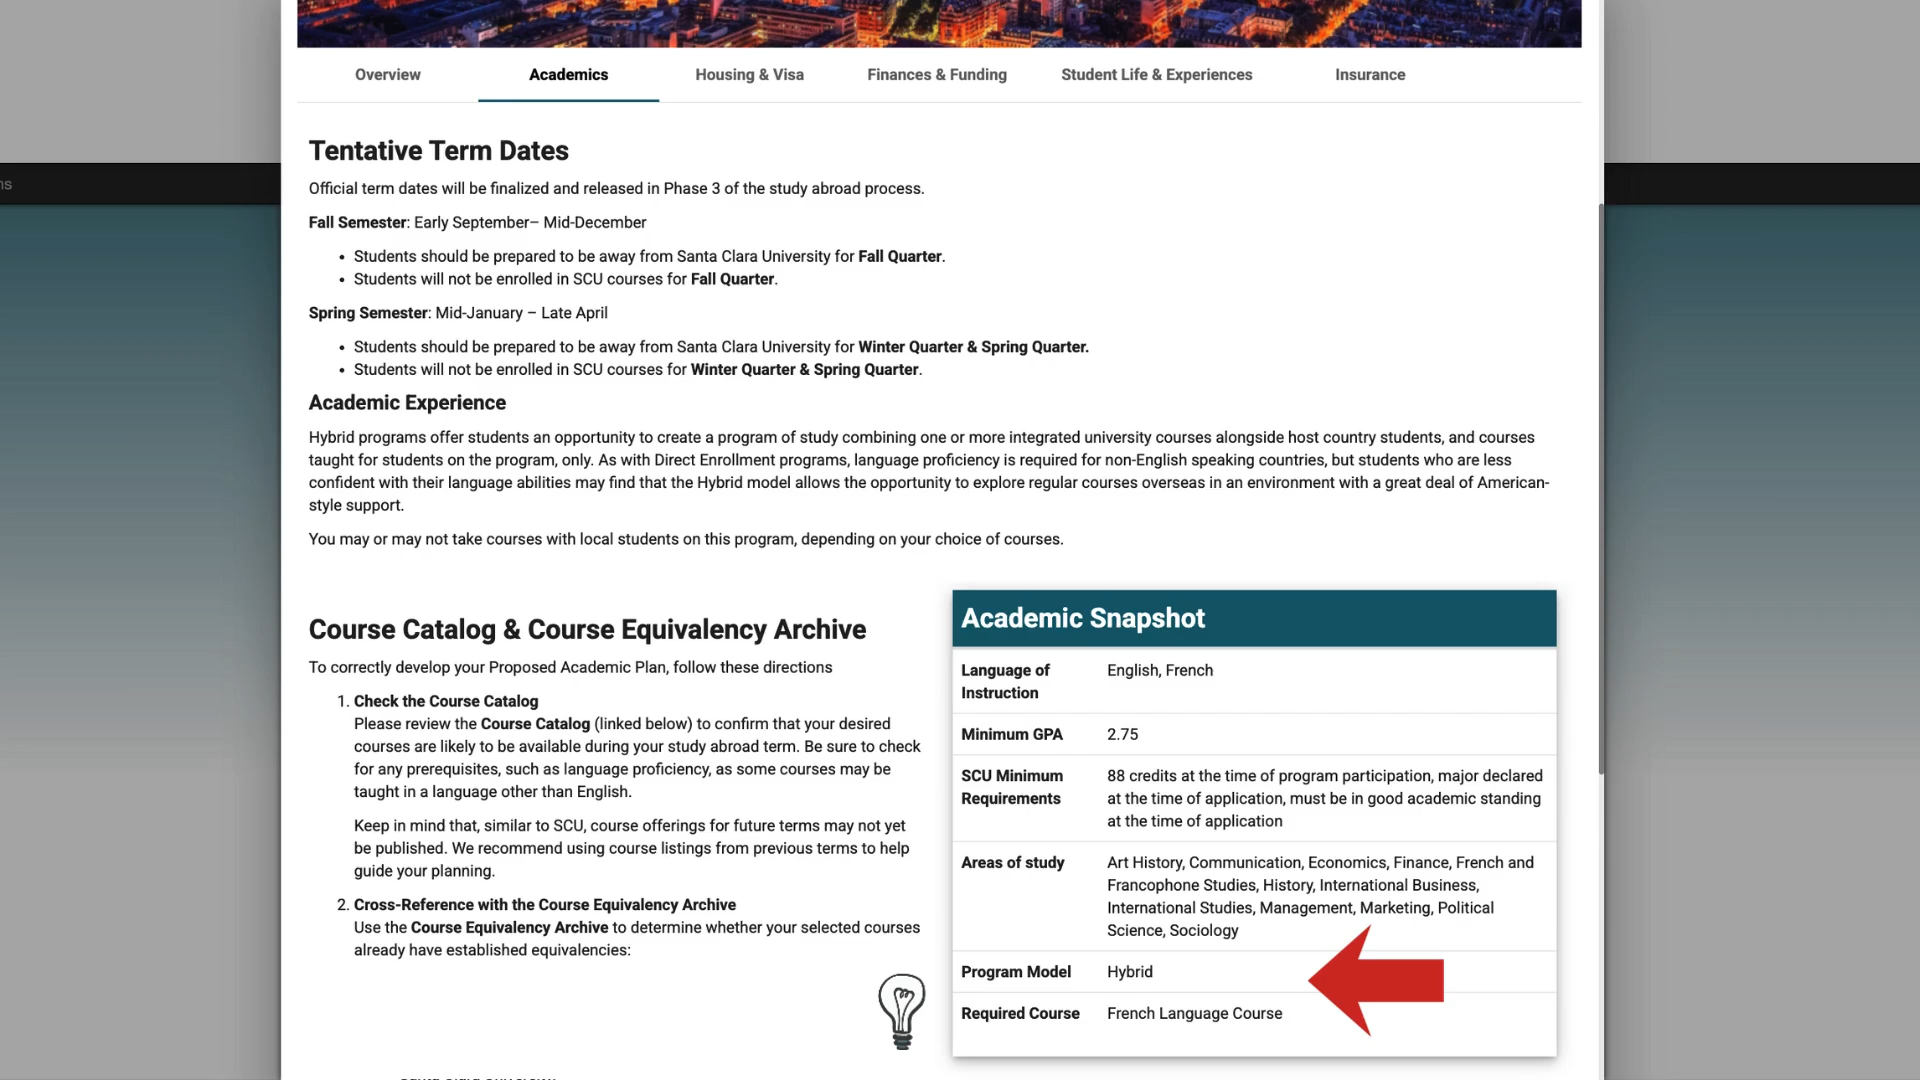 ns
Overview
Academics
Housing & Visa
Finances & Funding
Student Life & Experiences
Insurance
Tentative Term Dates
Official term dates will be finalized and released in Phase 3 of the study abroad process.
Fall Semester: Early September– Mid-December
• Students should be prepared to be away from Santa Clara University for Fall Quarter.
• Students will not be enrolled in SCU courses for Fall Quarter.
Spring Semester: Mid-January – Late April
• Students should be prepared to be away from Santa Clara University for Winter Quarter & Spring Quarter.
• Students will not be enrolled in SCU courses for Winter Quarter & Spring Quarter.
Academic Experience
Hybrid programs offer students an opportunity to create a program of study combining one or more integrated university courses alongside host country students, and courses
taught for students on the program, only. As with Direct Enrollment programs, language proficiency is required for non-English speaking countries, but students who are less
confident with their language abilities may find that the Hybrid model allows the opportunity to explore regular courses overseas in an environment with a great deal of American-
style support.
You may or may not take courses with local students on this program, depending on your choice of courses.
Course Catalog & Course Equivalency Archive
To correctly develop your Proposed Academic Plan, follow these directions
1. Check the Course Catalog
Please review the Course Catalog (linked below) to confirm that your desired
courses are likely to be available during your study abroad term. Be sure to check
for any prerequisites, such as language proficiency, as some courses may be
taught in a language other than English.
Keep in mind that, similar to SCU, course offerings for future terms may not yet
be published. We recommend using course listings from previous terms to help
guide your planning.
2. Cross-Reference with the Course Equivalency Archive
Use the Course Equivalency Archive to determine whether your selected courses
already have established equivalencies:
Academic Snapshot
Language of
Instruction
English, French
Minimum GPA
2.75
SCU Minimum
Requirements
88 credits at the time of program participation, major declared
at the time of application, must be in good academic standing
at the time of application
Areas of study
Art History, Communication, Economics, Finance, French and
Francophone Studies, History, International Business,
International Studies, Management, Marketing, Political
Science, Sociology
Program Model
Hybrid
Required Course
French Language Course